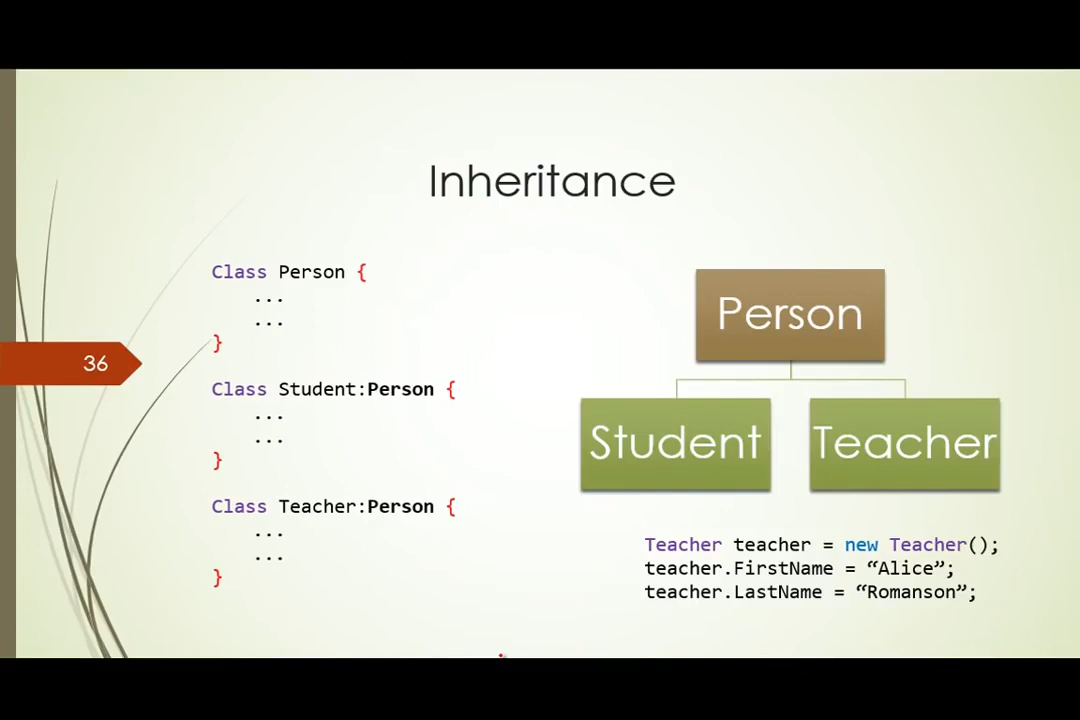 Inheritance
Class Person {
...
...
}
Class Student:Person {
...
...
}
Class Teacher:Person {
...
...
}
36
Person
Student Teacher
Teacher teacher = new Teacher();
teacher.FirstName = “Alice”;
teacher.LastName = “Romanson”;